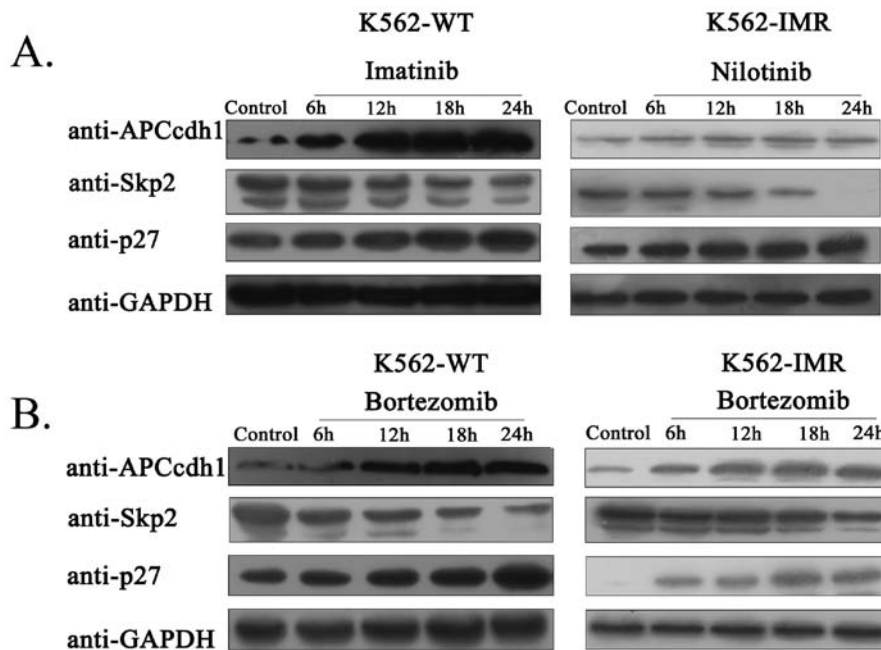 A.
K562-WT K562-IMR
Imatinib Nilotinib
Control 6h 12h 18h 24h Control 6h 12h 18h 24h
anti-APCcdh1
anti-Skp2
anti-p27
anti-GAPDH
B.
K562-WT K562-IMR
Bortezomib Bortezomib
Control 6h 12h 18h 24h Control 6h 12h 18h 24h
anti-APCcdh1
anti-Skp2
anti-p27
anti-GAPDH